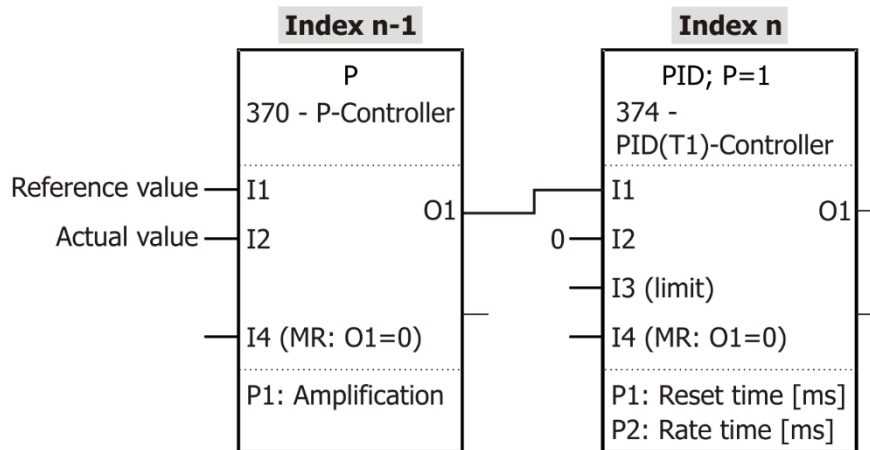 Index n-1
P
370 - P-Controller
Reference value
I1
O1
Actual value
I2
I4 (MR: O1=0)
P1: Amplification
Index n
PID; P=1
374 -
PID(T1)-Controller
I1
O1
0
I2
I3 (limit)
I4 (MR: O1=0)
P1: Reset time [ms]
P2: Rate time [ms]